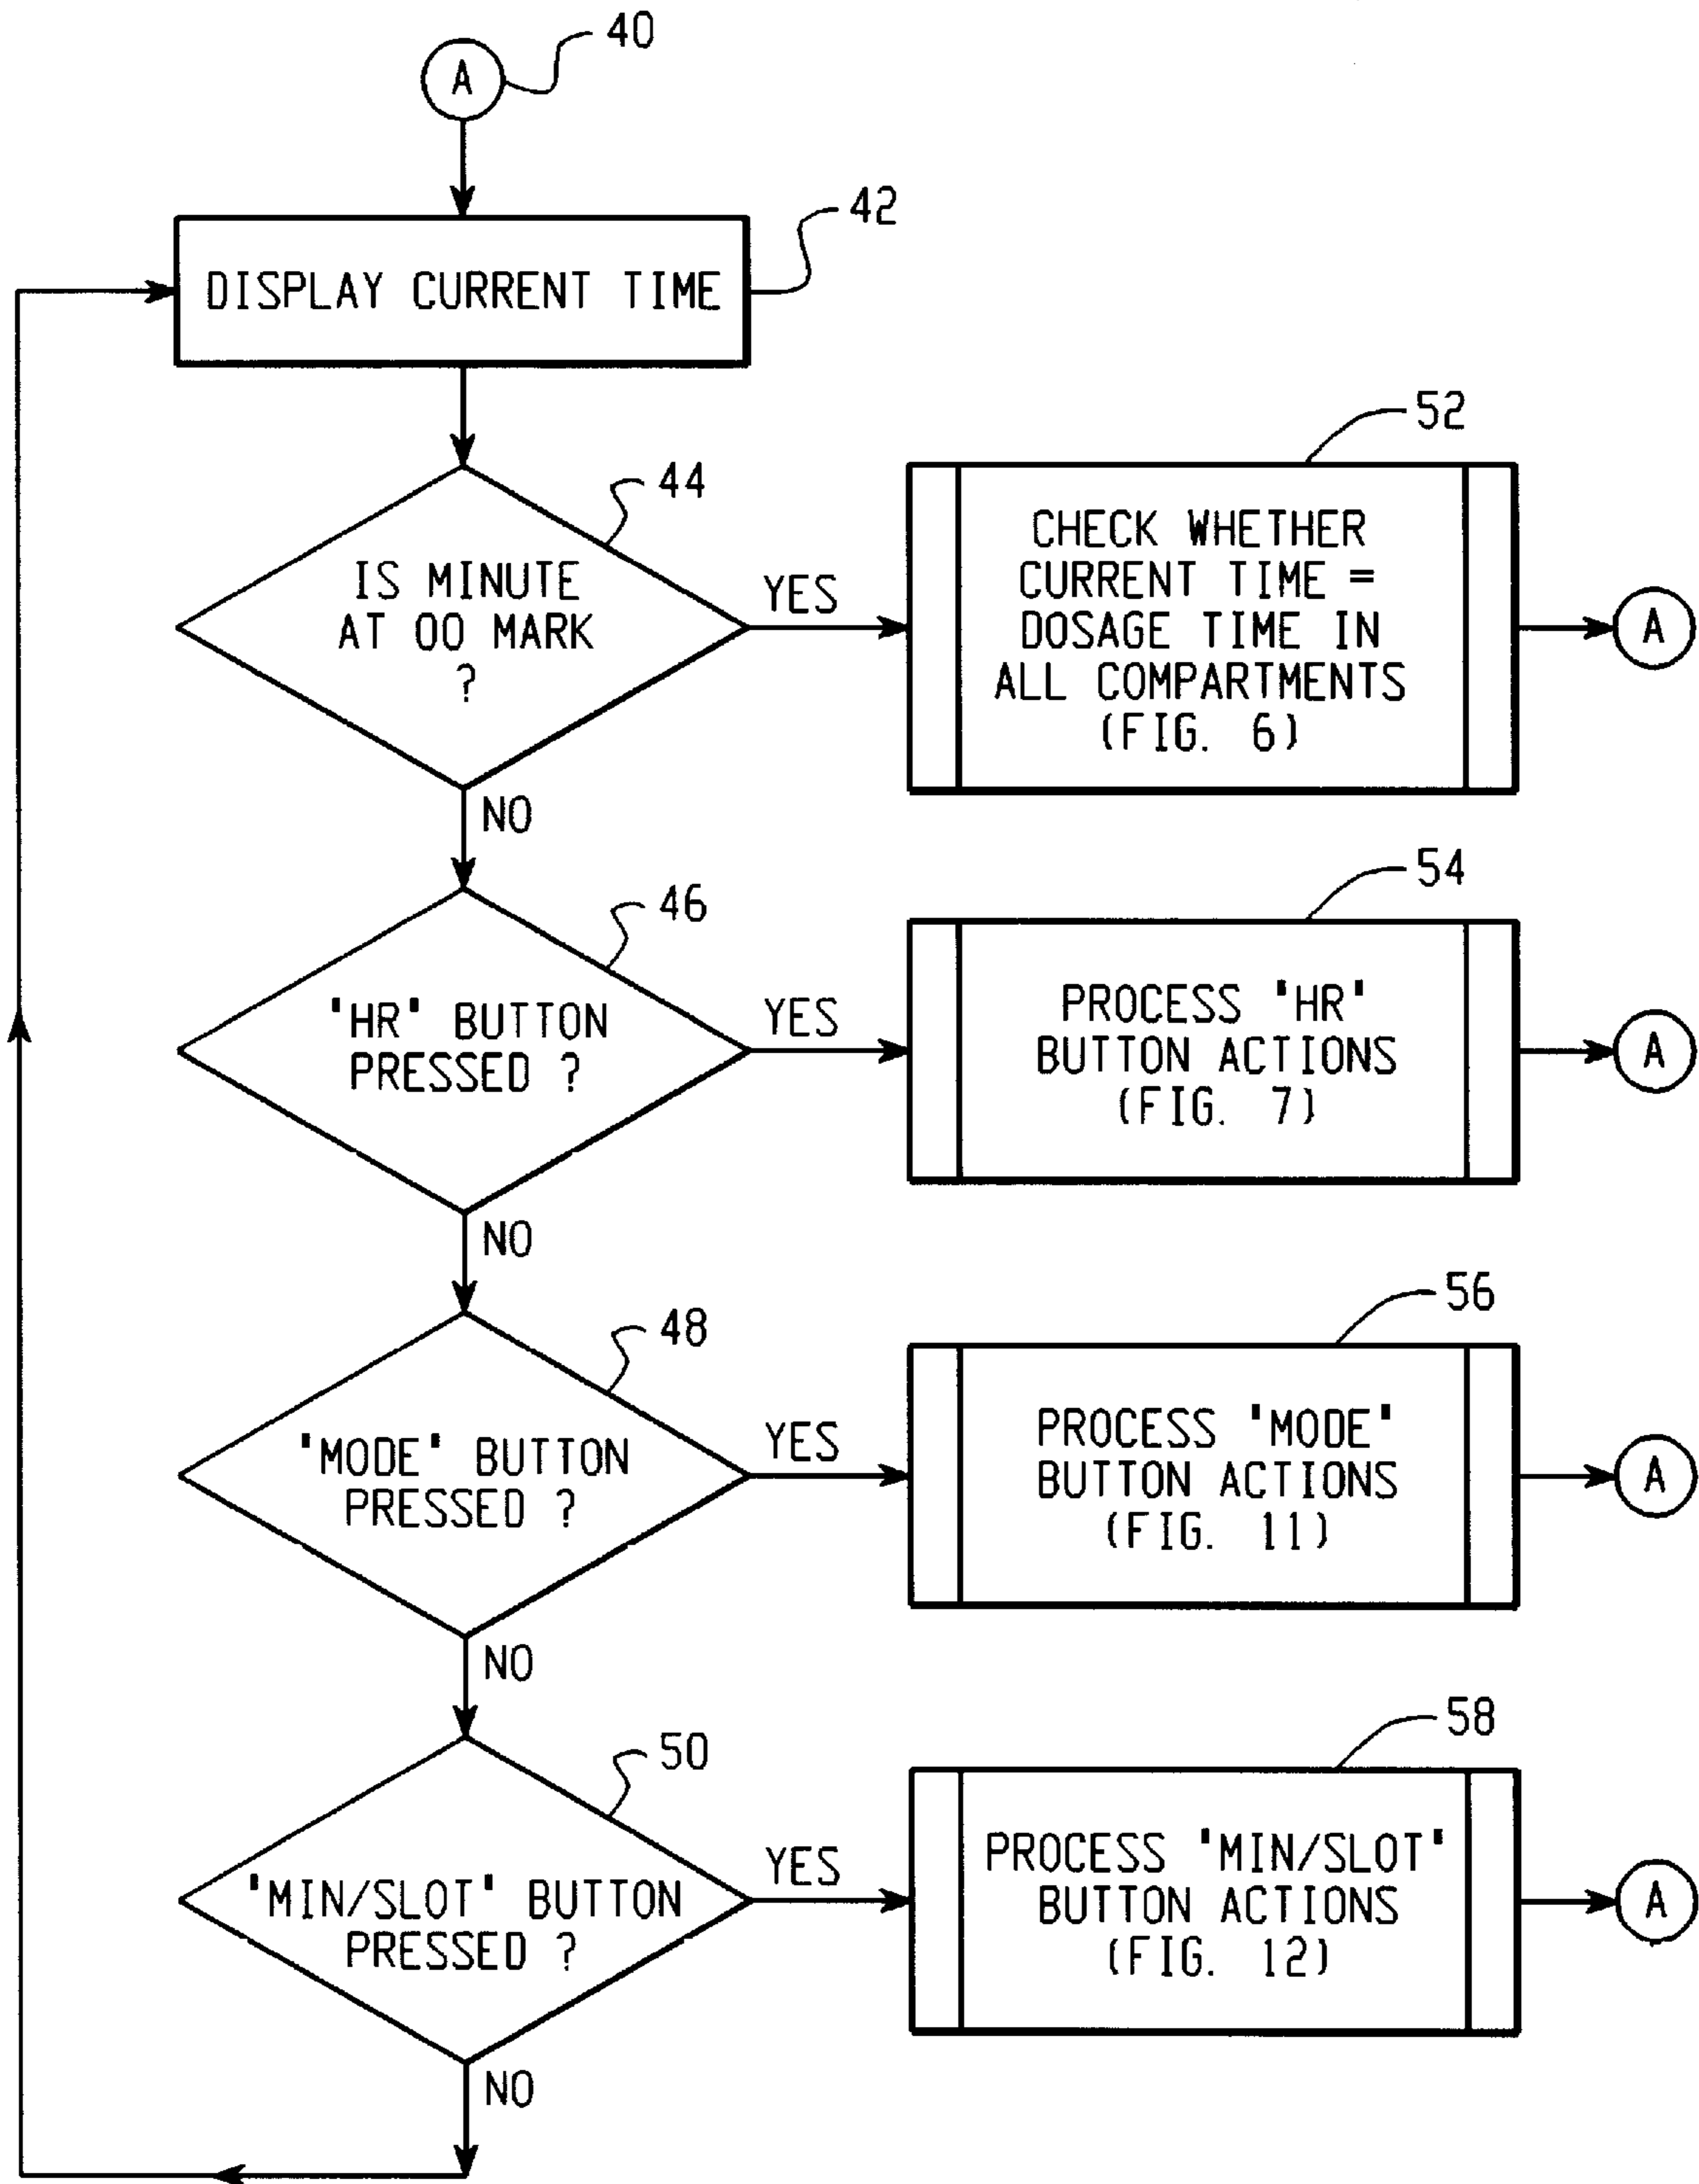 A
40
42
DISPLAY CURRENT TIME
44
IS MINUTE
AT 00 MARK
?
YES
NO
52
CHECK WHETHER
CURRENT TIME =
DOSAGE TIME IN
ALL COMPARTMENTS
(FIG. 6)
A
46
"HR" BUTTON
PRESSED ?
YES
NO
54
PROCESS "HR"
BUTTON ACTIONS
(FIG. 7)
A
48
"MODE" BUTTON
PRESSED ?
YES
NO
56
PROCESS "MODE"
BUTTON ACTIONS
(FIG. 11)
A
50
"MIN/SLOT" BUTTON
PRESSED ?
YES
NO
58
PROCESS "MIN/SLOT"
BUTTON ACTIONS
(FIG. 12)
A